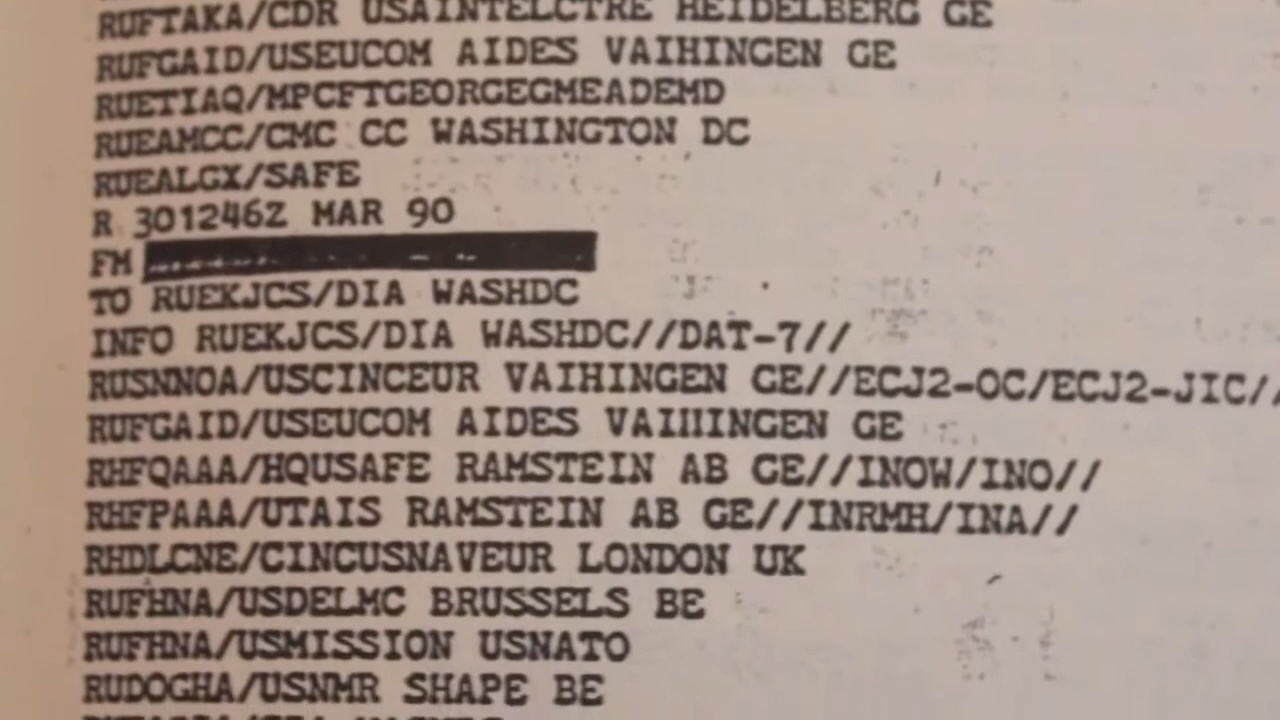 RUFTAKA/CDR USAINTELCTRE HEIDELBERG GE
RUFGAID/USEUCOM AIDES VAIHINGEN GE
RUETIAQ/MPCFTGEORGEGMEADEMD
RUEAMCC/CMC CC WASHINGTON DC
RUEALGX/SAFE
R 301246Z MAR 90
FM
TO RUEKJCS/DIA WASHDC
INFO RUEKJCS/DIA WASHDC//DAT-7//
RUSNNOA/USCINCEUR VAIHINGEN GE//ECJ2-OC/ECJ2-JIC//
RUFGAID/USEUCOM AIDES VAIHINGEN GE
RHFQAAA/HQUSAFE RAMSTEIN AB GE//INOW/INO//
RHFPAAA/UTAIS RAMSTEIN AB GE//INRMH/INA//
RHDLCNE/CINCUSNAVEUR LONDON UK
RUFHNA/USDELMC BRUSSELS BE
RUFHNA/USMISSION USNATO
RUDOGHA/USNMR SHAPE BE